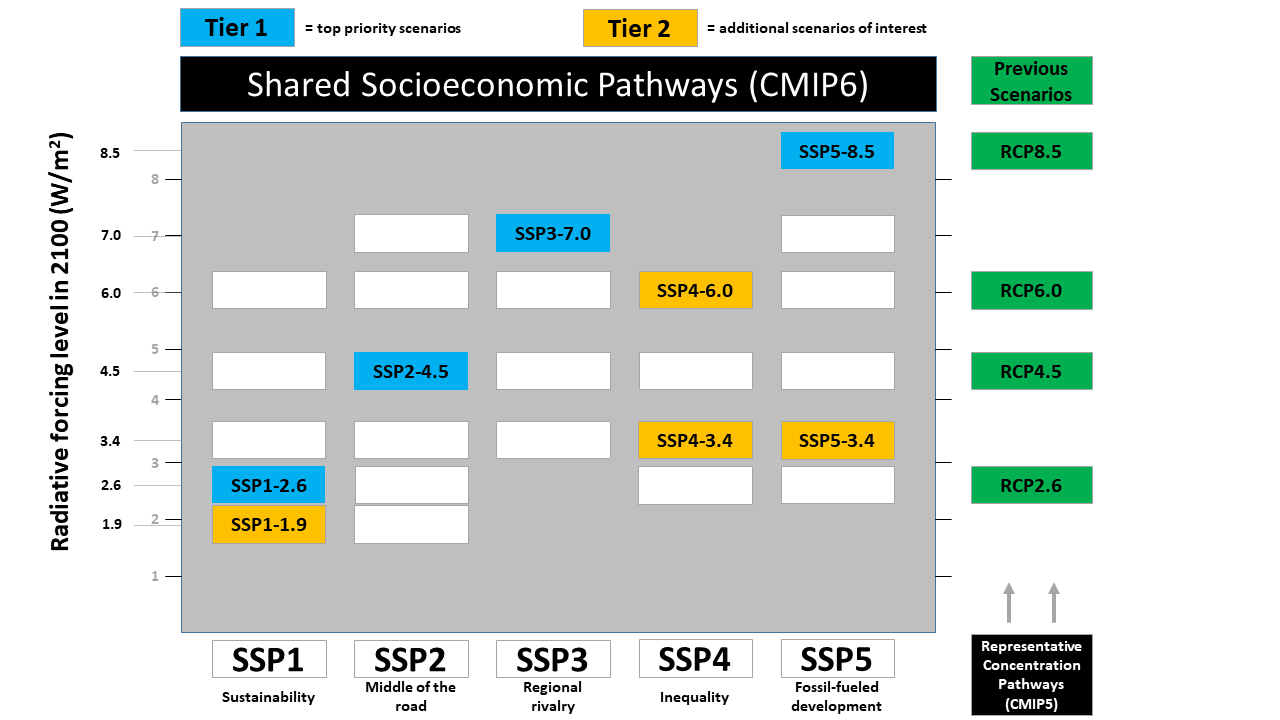 Tier 1 = top priority scenarios
Tier 2 = additional scenarios of interest
Shared Socioeconomic Pathways (CMIP6)
Previous
Scenarios
Radiative forcing level in 2100 (W/m²)
8.5
SSP5-8.5
RCP8.5
8
7.0
7
SSP3-7.0
6.0
6
SSP4-6.0
RCP6.0
5
4.5
SSP2-4.5
RCP4.5
4
3.4
SSP4-3.4
SSP5-3.4
3
2.6
SSP1-2.6
RCP2.6
1.9
2
SSP1-1.9
1
SSP1
Sustainability
SSP2
Middle of the
road
SSP3
Regional
rivalry
SSP4
Inequality
SSP5
Fossil-fueled
development
Representative
Concentration
Pathways
(CMIP5)